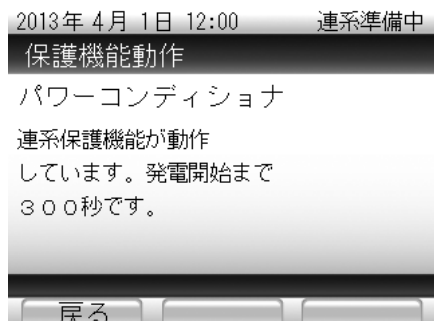 2013年 4月 1日 12:00 連系準備中
保護機能動作
パワーコンディショナ
連系保護機能が動作
しています。発電開始まで
３００秒です。
戻る